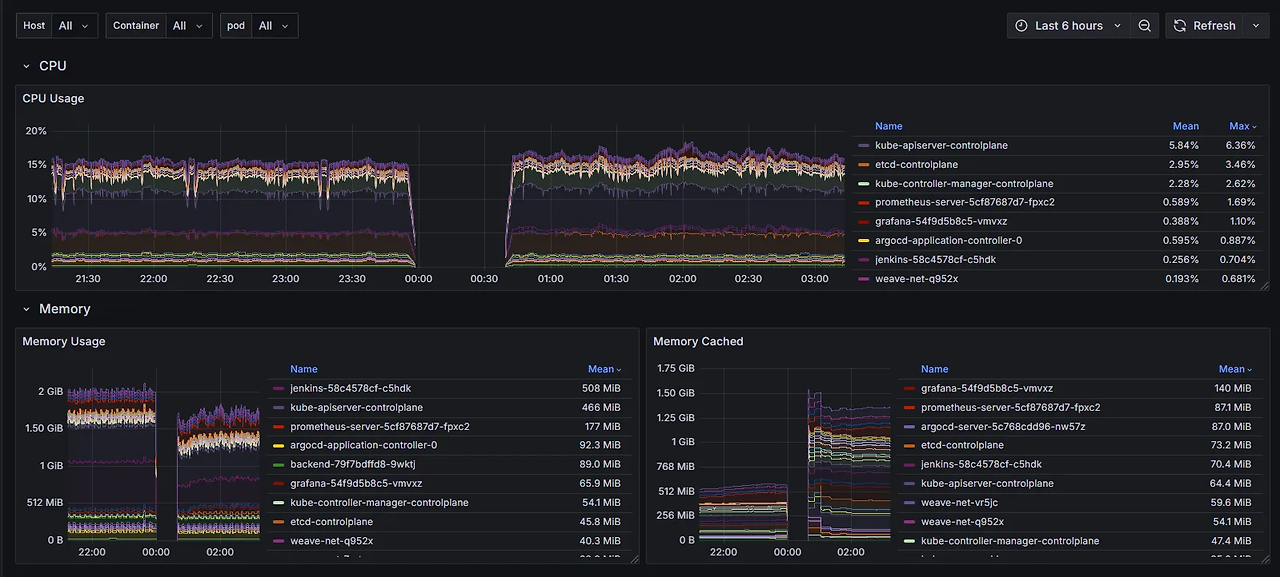 Host All Container All pod All Last 6 hours Refresh
CPU
CPU Usage
20%
15%
10%
5%
0%
21:30 22:00 22:30 23:00 23:30 00:00 00:30 01:00 01:30 02:00 02:30 03:00
Name Mean Max
kube-apiserver-controlplane 5.84% 6.36%
etcd-controlplane 2.95% 3.46%
kube-controller-manager-controlplane 2.28% 2.62%
prometheus-server-5cf87687d7-fpxc2 0.589% 1.69%
grafana-54f9d5b8c5-vmvxz 0.388% 1.10%
argocd-application-controller-0 0.595% 0.887%
jenkins-58c4578cf-c5hdk 0.256% 0.704%
weave-net-q952x 0.193% 0.681%
Memory
Memory Usage
2 GiB
1.50 GiB
1 GiB
512 MiB
0 B
22:00 00:00 02:00
Name Mean
jenkins-58c4578cf-c5hdk 508 MiB
kube-apiserver-controlplane 466 MiB
prometheus-server-5cf87687d7-fpxc2 177 MiB
argocd-application-controller-0 92.3 MiB
backend-79f7bdffd8-9wktj 89.0 MiB
grafana-54f9d5b8c5-vmvxz 65.9 MiB
kube-controller-manager-controlplane 54.1 MiB
etcd-controlplane 45.8 MiB
weave-net-q952x 40.3 MiB
Memory Cached
1.75 GiB
1.50 GiB
1.25 GiB
1 GiB
768 MiB
512 MiB
256 MiB
0 B
22:00 00:00 02:00
Name Mean
grafana-54f9d5b8c5-vmvxz 140 MiB
prometheus-server-5cf87687d7-fpxc2 87.1 MiB
argocd-server-5c768cdd96-nw57z 87.0 MiB
etcd-controlplane 73.2 MiB
jenkins-58c4578cf-c5hdk 70.4 MiB
kube-apiserver-controlplane 64.4 MiB
weave-net-vr5jc 59.6 MiB
weave-net-q952x 54.1 MiB
kube-controller-manager-controlplane 47.4 MiB